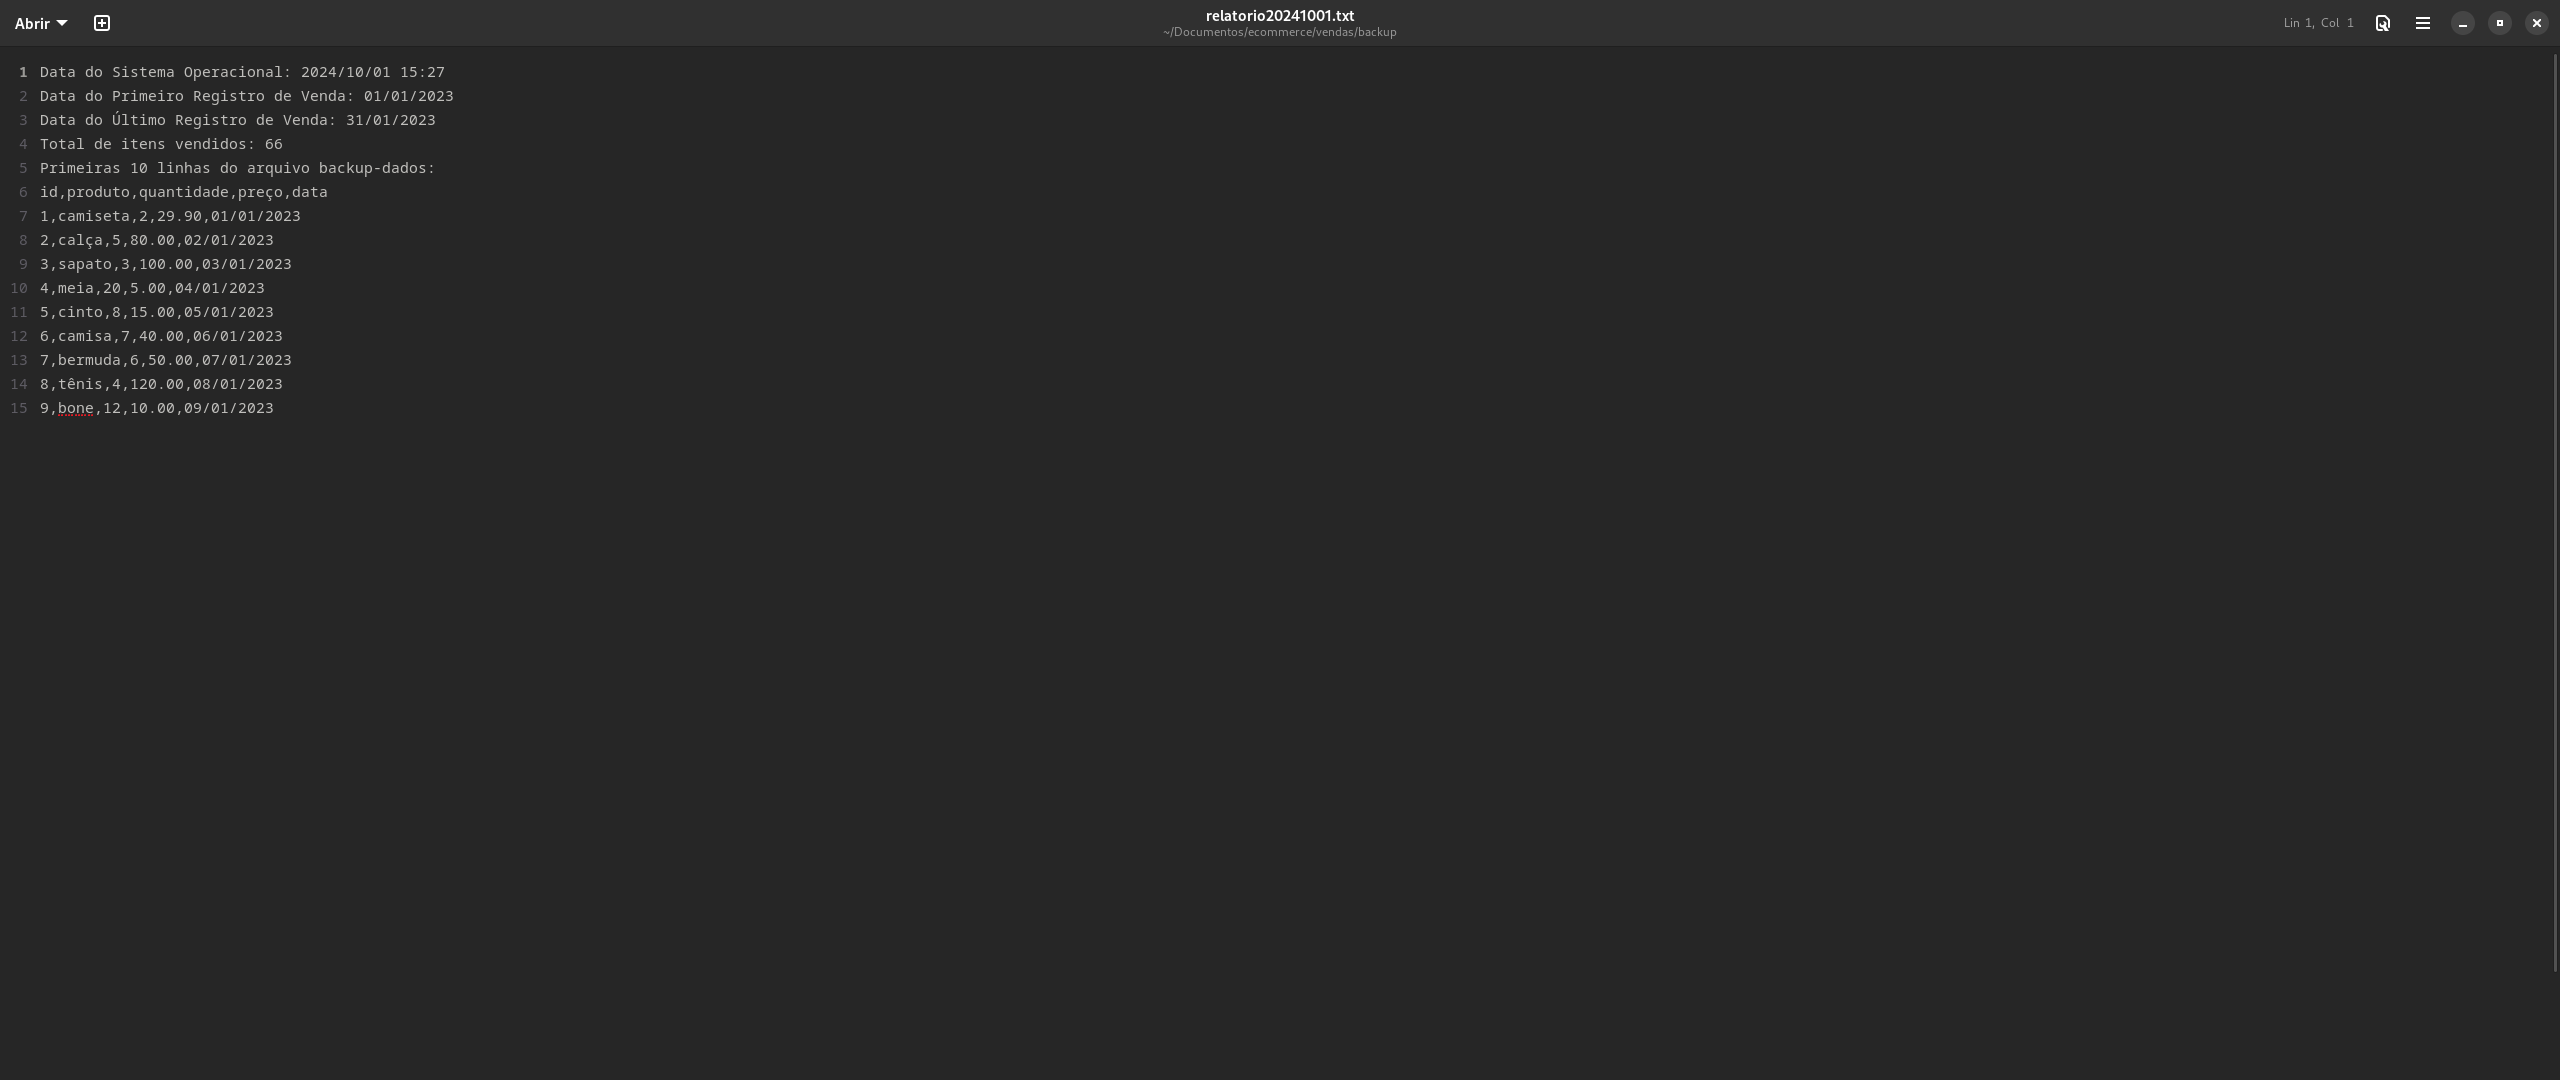 Abrir
relatorio20241001.txt
~/Documentos/ecommerce/vendas/backup
Lin 1, Col 1
1 Data do Sistema Operacional: 2024/10/01 15:27
2 Data do Primeiro Registro de Venda: 01/01/2023
3 Data do Último Registro de Venda: 31/01/2023
4 Total de itens vendidos: 66
5 Primeiras 10 linhas do arquivo backup-dados:
6 id,produto,quantidade,preço,data
7 1,camiseta,2,29.90,01/01/2023
8 2,calça,5,80.00,02/01/2023
9 3,sapato,3,100.00,03/01/2023
10 4,meia,20,5.00,04/01/2023
11 5,cinto,8,15.00,05/01/2023
12 6,camisa,7,40.00,06/01/2023
13 7,bermuda,6,50.00,07/01/2023
14 8,tênis,4,120.00,08/01/2023
15 9,bone,12,10.00,09/01/2023